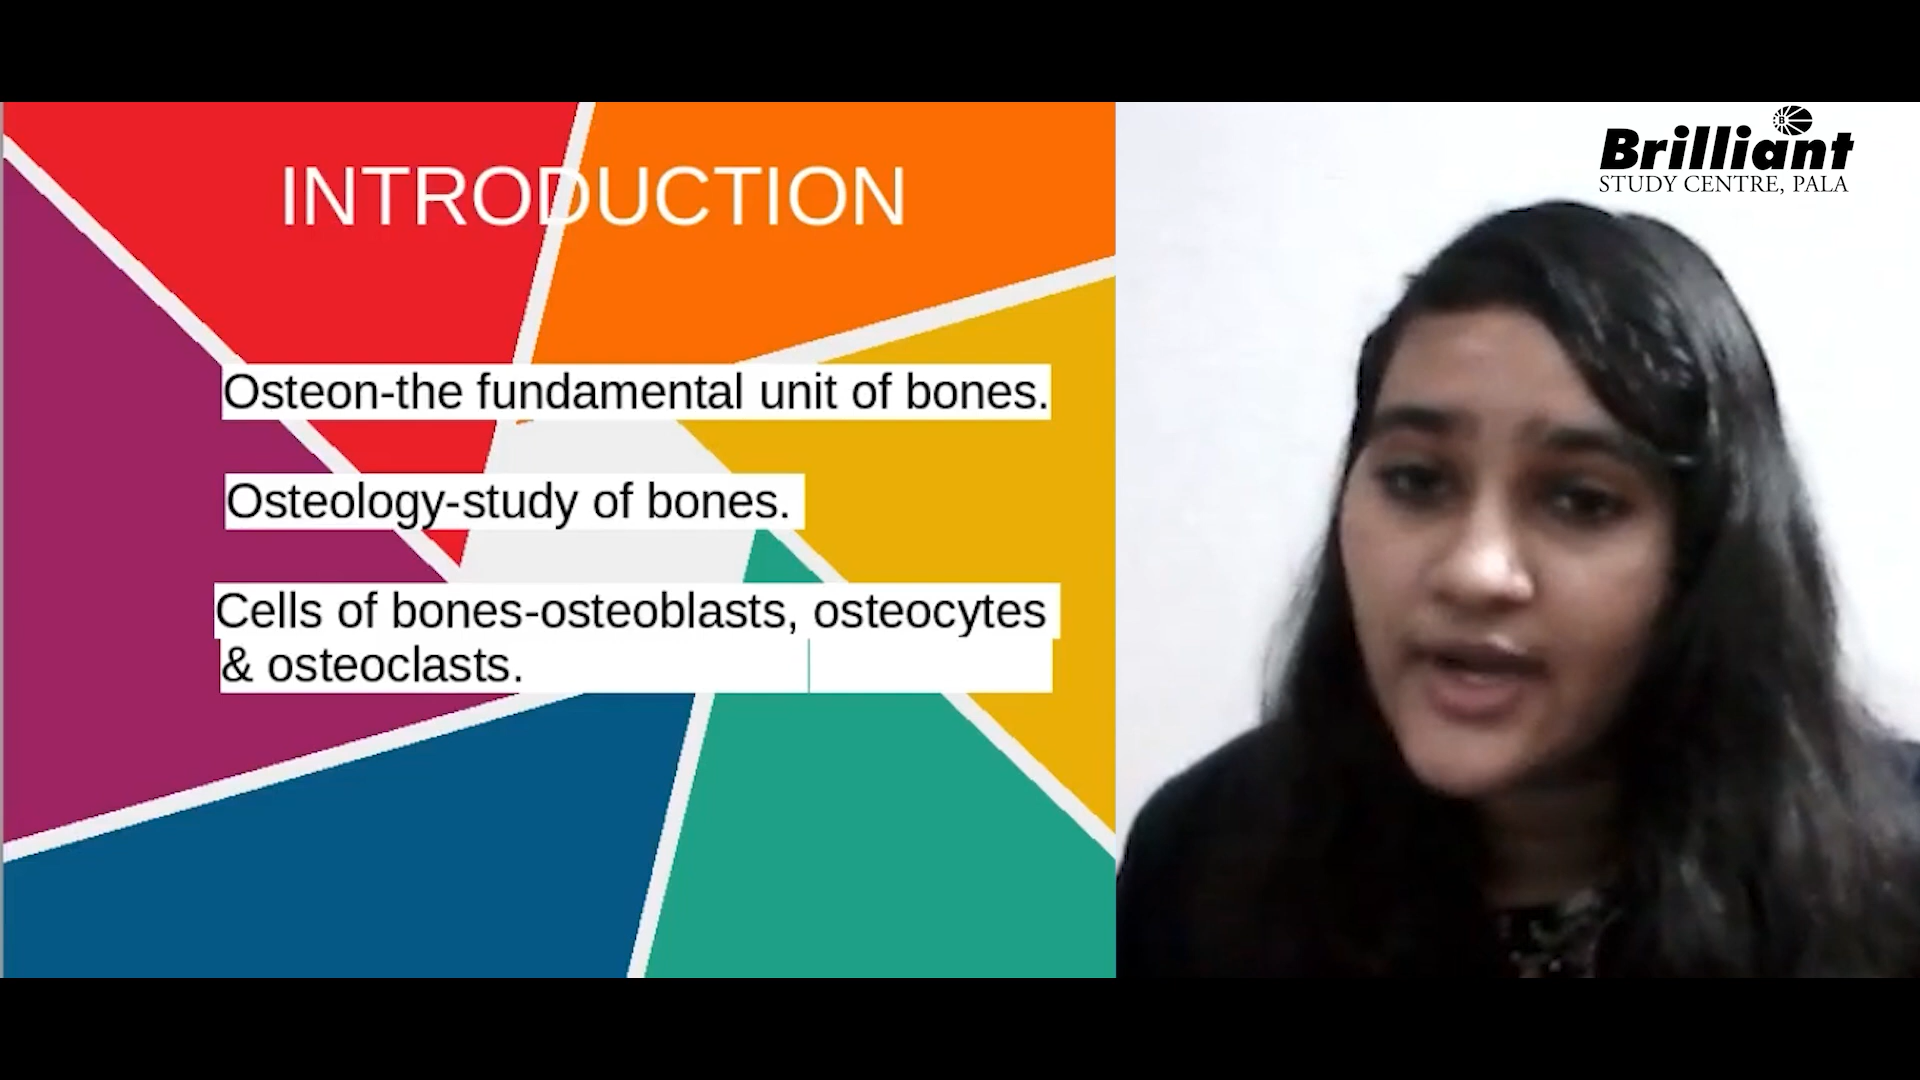 INTRODUCTION
Osteon-the fundamental unit of bones.
Osteology-study of bones.
Cells of bones-osteoblasts, osteocytes
& osteoclasts.
B
Brilliant
STUDY CENTRE, PALA